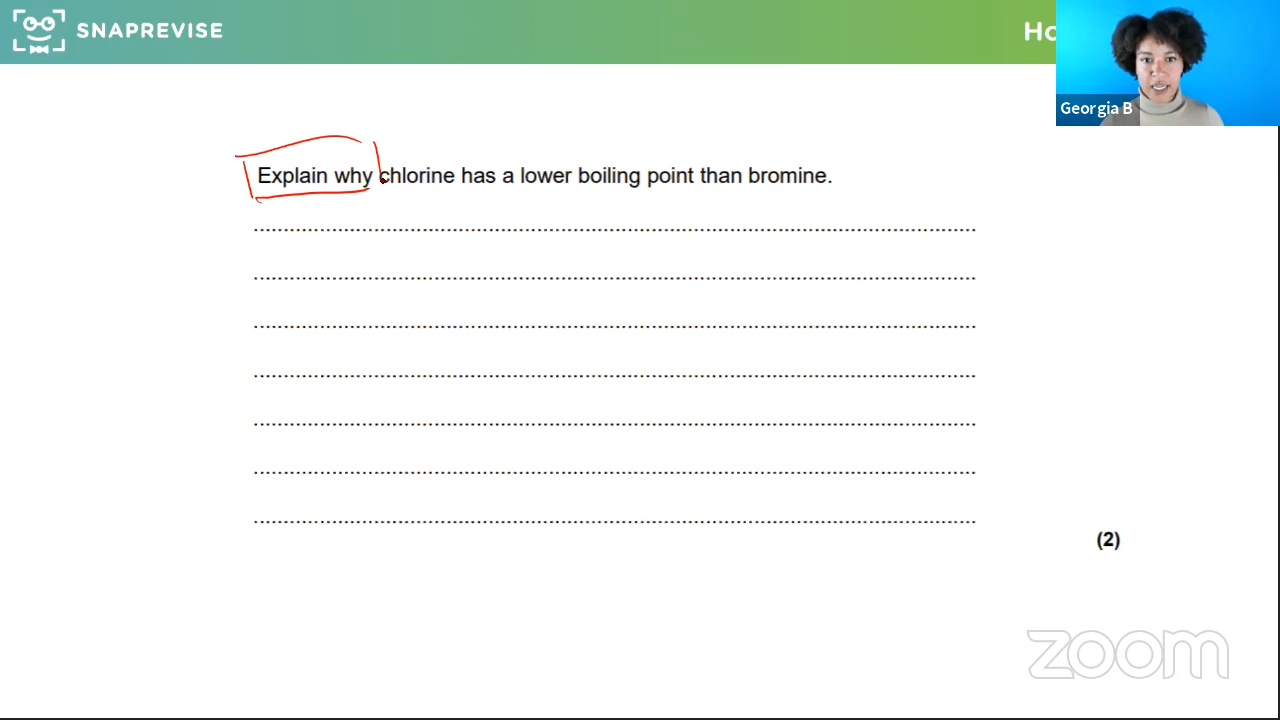 SNAPREVISE
Ho
Georgia B
Explain why chlorine has a lower boiling point than bromine.
(2)
zoom